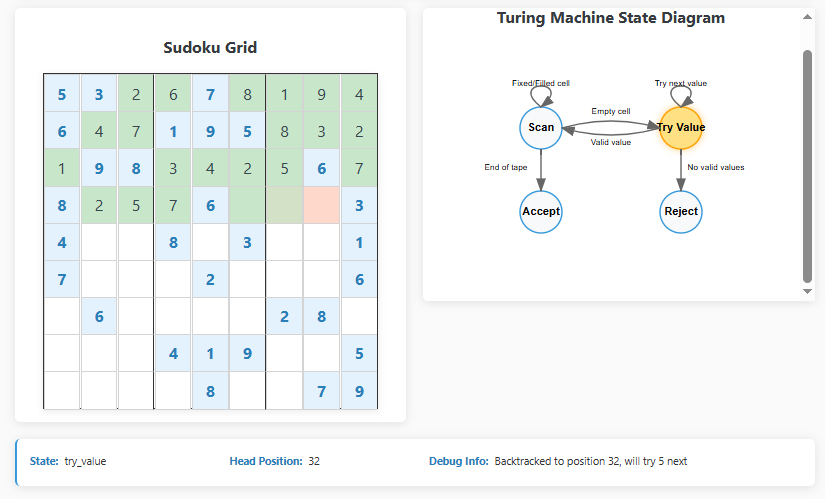 Turing Machine State Diagram
Sudoku Grid
5 3 2 6 7 8 1 9 4
6 4 7 1 9 5 8 3 2
1 9 8 3 4 2 5 6 7
8 2 5 7 6 3
4 8 3 1
7 2 6
6 2 8
4 1 9 5
8 7 9
Fixed/Filled cell
Try next value
Scan
Empty cell
Valid value
Try Value
End of tape
No valid values
Accept
Reject
State: try_value Head Position: 32 Debug Info: Backtracked to position 32, will try 5 next